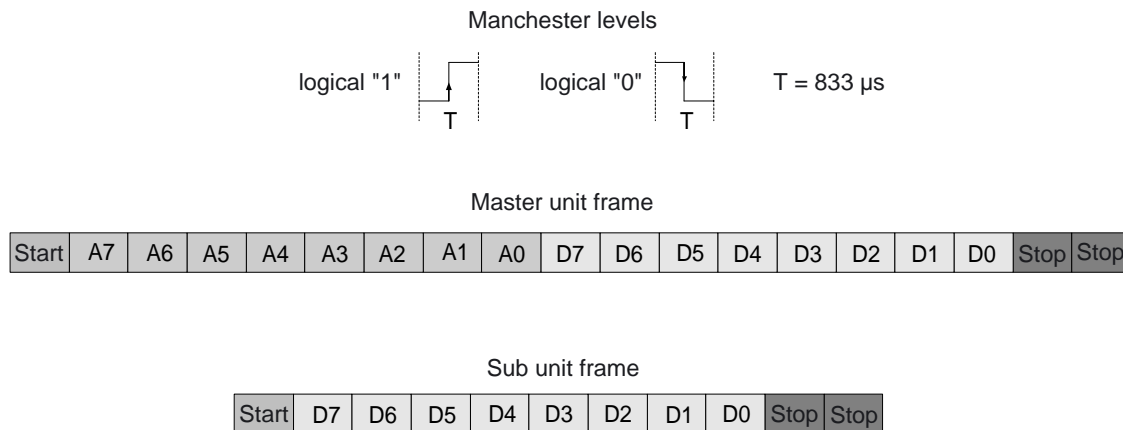 Manchester levels
logical "1" logical "0" T = 833 µs
T T
Master unit frame
Start A7 A6 A5 A4 A3 A2 A1 A0 D7 D6 D5 D4 D3 D2 D1 D0 Stop Stop
Sub unit frame
Start D7 D6 D5 D4 D3 D2 D1 D0 Stop Stop